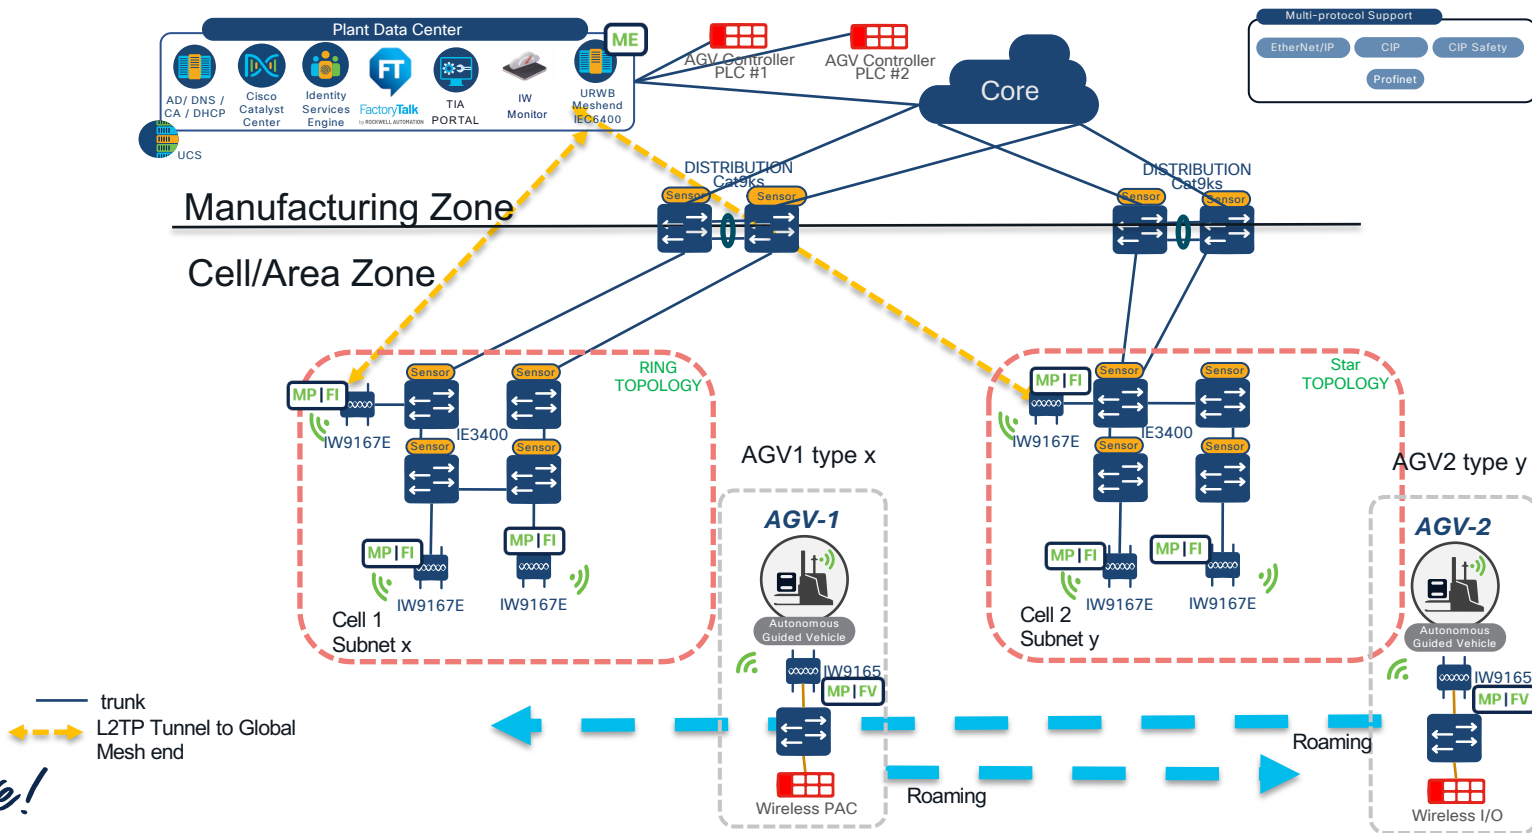 Plant Data Center
ME
AD/ DNS /
CA / DHCP
Cisco
Catalyst
Center
Identity
Services
Engine
FT
FactoryTalk
by ROCKWELL AUTOMATION
TIA
PORTAL
IW
Monitor
URWB
Meshend
IEC6400
UCS
AGV Controller
PLC #1
AGV Controller
PLC #2
Core
Multi-protocol Support
EtherNet/IP
CIP
CIP Safety
Profinet
DISTRIBUTION
Cat9ks
Sensor
Sensor
DISTRIBUTION
Cat9ks
Sensor
Sensor
Manufacturing Zone
Cell/Area Zone
RING
TOPOLOGY
Sensor
Sensor
MP|FI
IW9167E
IE3400
Sensor
Sensor
MP|FI
IW9167E
MP|FI
IW9167E
Cell 1
Subnet x
AGV1 type x
AGV-1
Autonomous
Guided Vehicle
IW9165
MP|FV
Wireless PAC
Star
TOPOLOGY
Sensor
Sensor
MP|FI
IW9167E
IE3400
Sensor
Sensor
MP|FI
IW9167E
MP|FI
IW9167E
Cell 2
Subnet y
AGV2 type y
AGV-2
Autonomous
Guided Vehicle
IW9165
MP|FV
Wireless I/O
Roaming
Roaming
trunk
L2TP Tunnel to Global
Mesh end